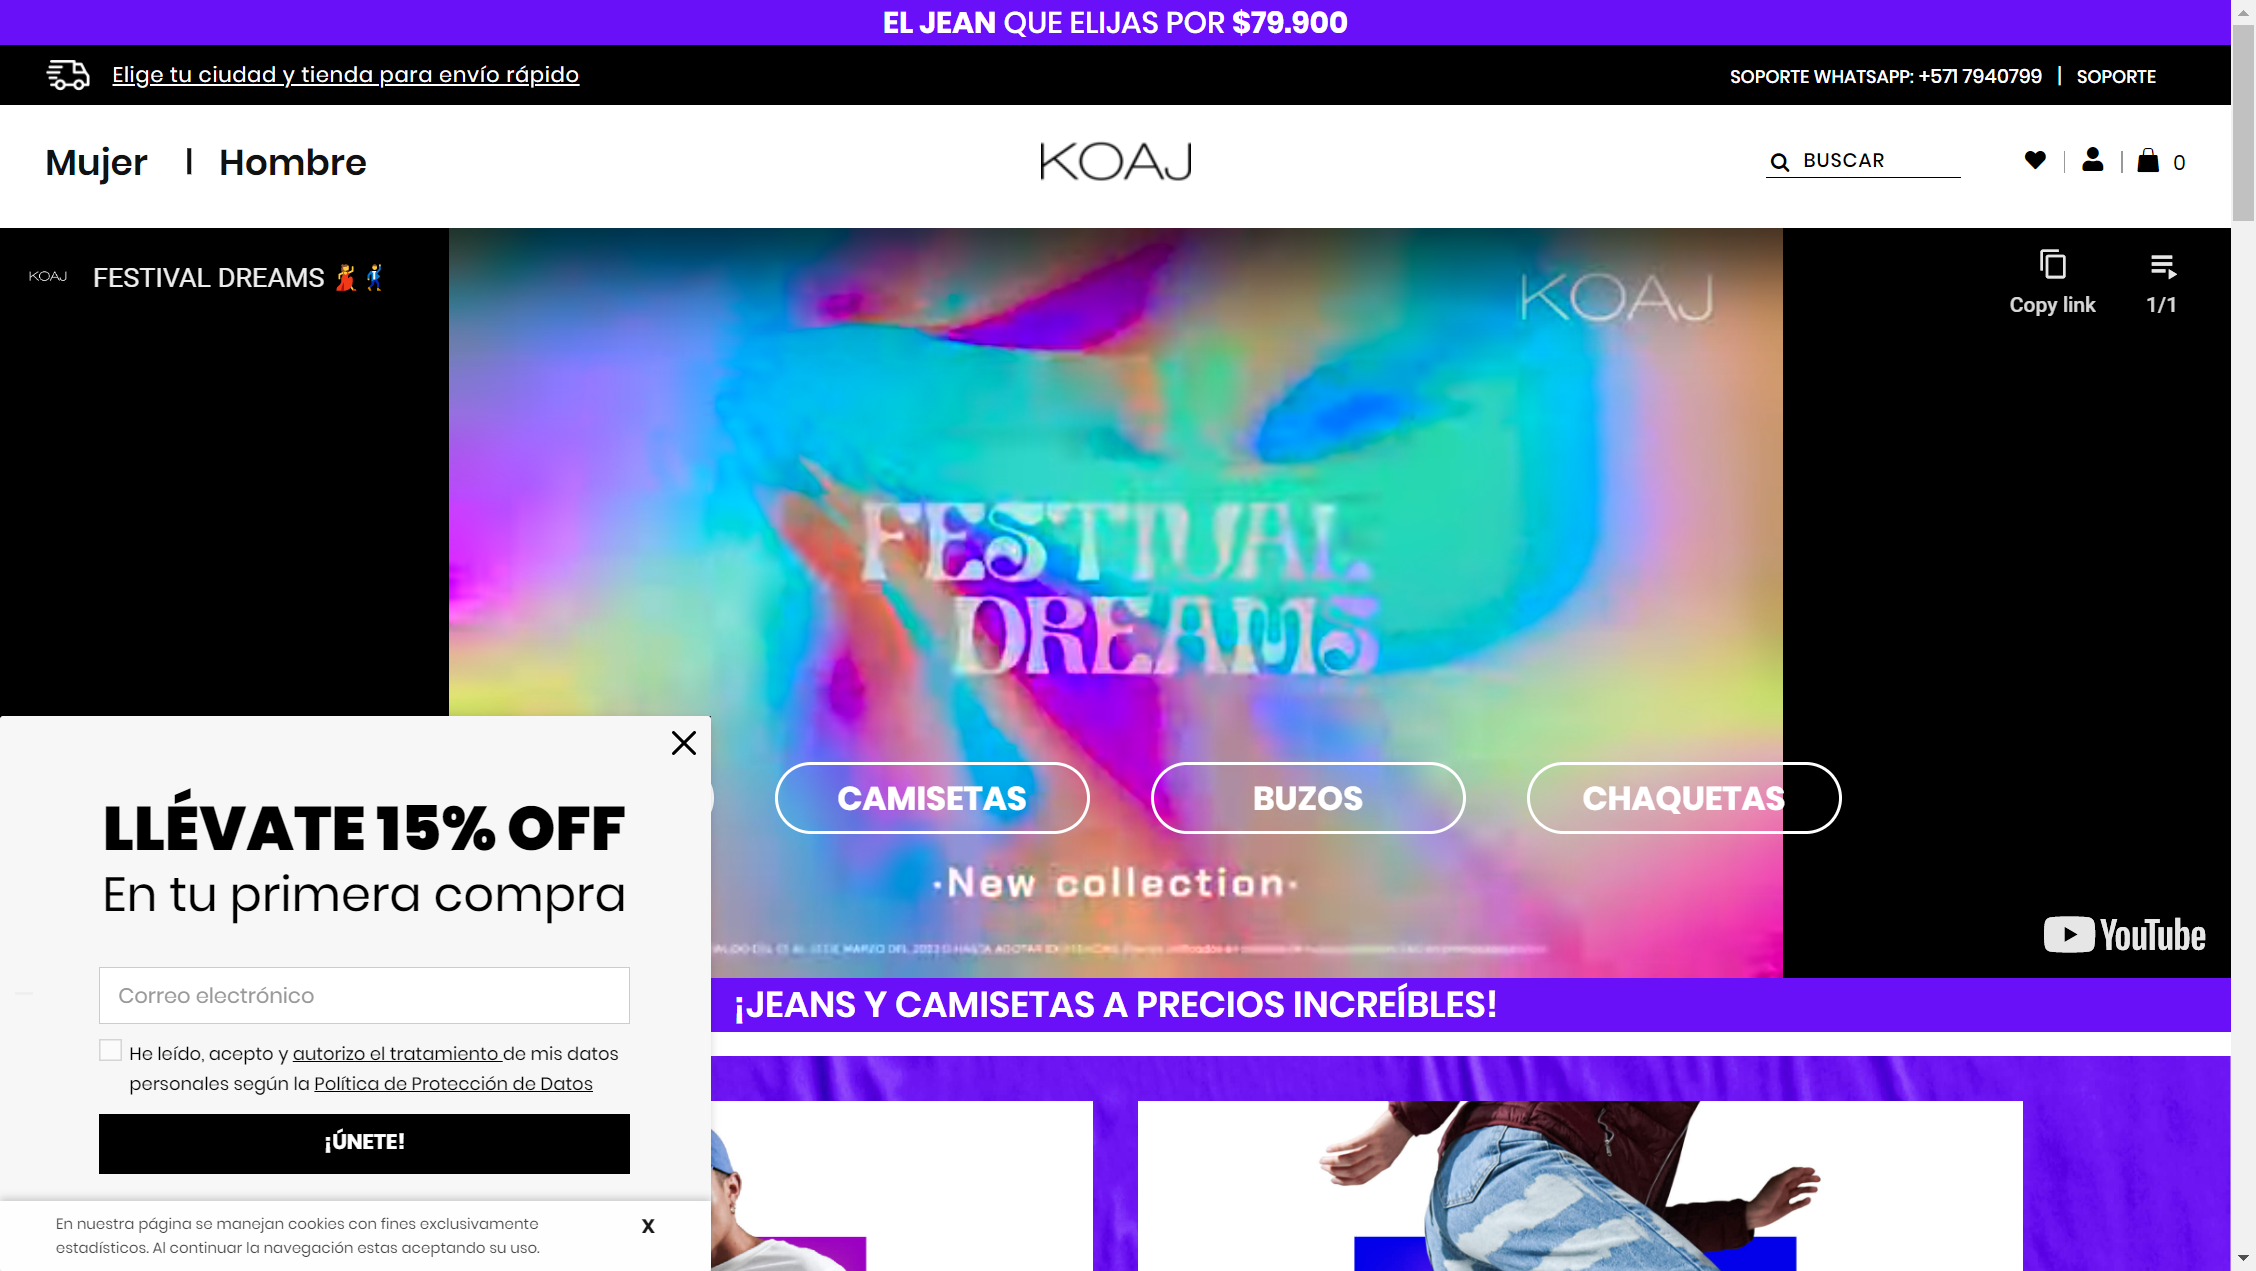 EL JEAN QUE ELIJAS POR $79.900
Elige tu ciudad y tienda para envío rápido
SOPORTE WHATSAPP: +571 7940799 | SOPORTE
Mujer | Hombre
KOAJ
BUSCAR
0
KOAJ
FESTIVAL DREAMS
Copy link
1/1
KOAJ
FESTIVAL
DREAMS
CAMISETAS
BUZOS
CHAQUETAS
·New collection·
YouTube
¡JEANS Y CAMISETAS A PRECIOS INCREÍBLES!
LLÉVATE 15% OFF
En tu primera compra
Correo electrónico
He leído, acepto y autorizo el tratamiento de mis datos
personales según la Política de Protección de Datos
¡ÚNETE!
En nuestra página se manejan cookies con fines exclusivamente
estadísticos. Al continuar la navegación estas aceptando su uso.
X